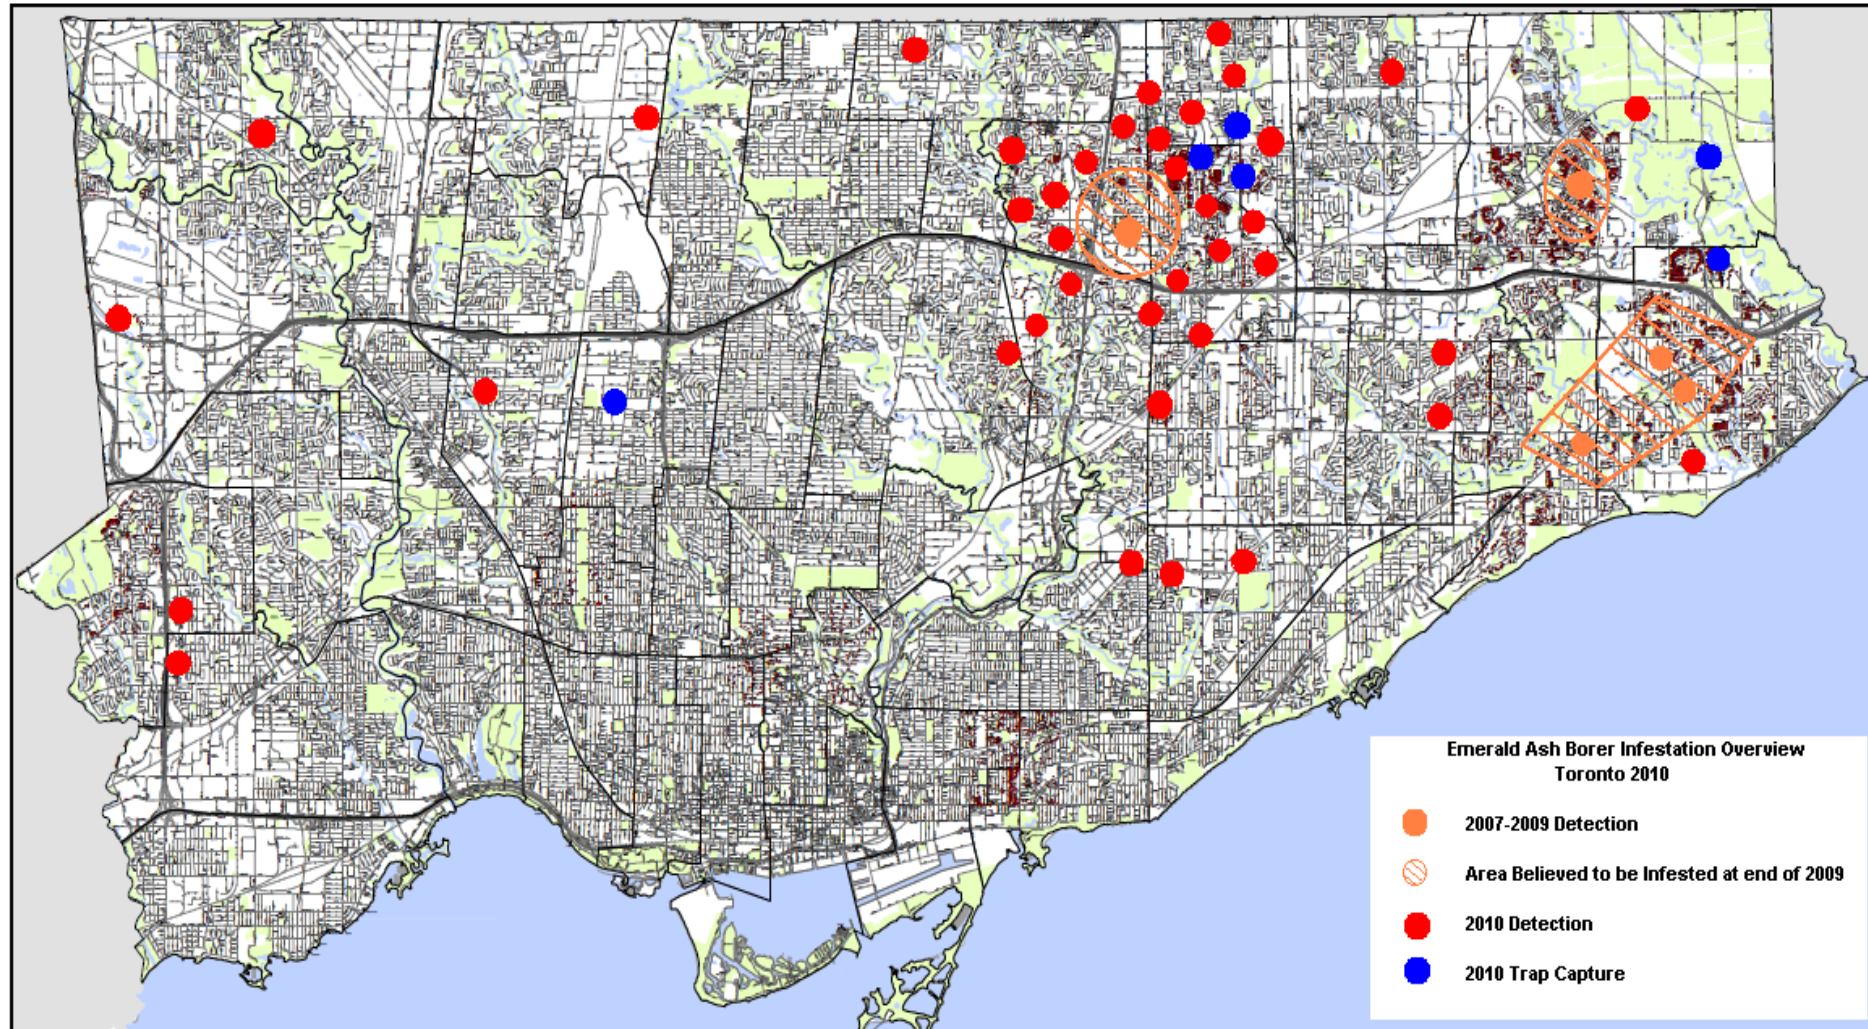 Emerald Ash Borer Infestation Overview
Toronto 2010
2007-2009 Detection
Area Believed to be Infested at end of 2009
2010 Detection
2010 Trap Capture